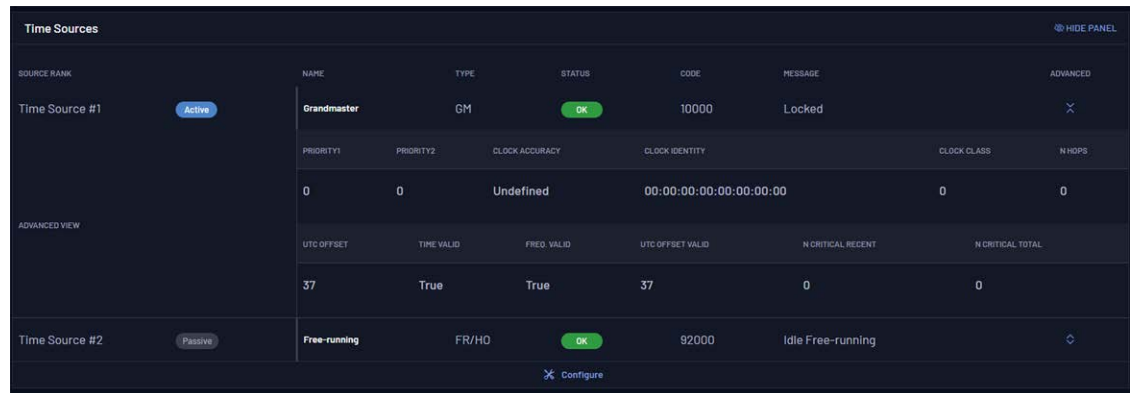 Time Sources HIDE PANEL
SOURCE RANK NAME TYPE STATUS CODE MESSAGE ADVANCED
Time Source #1 Active Grandmaster GM OK 10000 Locked
PRIORITY1 PRIORITY2 CLOCK ACCURACY CLOCK IDENTITY CLOCK CLASS N HOPS
0 0 Undefined 00:00:00:00:00:00:00:00 0 0
ADVANCED VIEW
UTC OFFSET TIME VALID FREQ. VALID UTC OFFSET VALID N CRITICAL RECENT N CRITICAL TOTAL
37 True True 37 0 0
Time Source #2 Passive Free-running FR/HO OK 92000 Idle Free-running
Configure